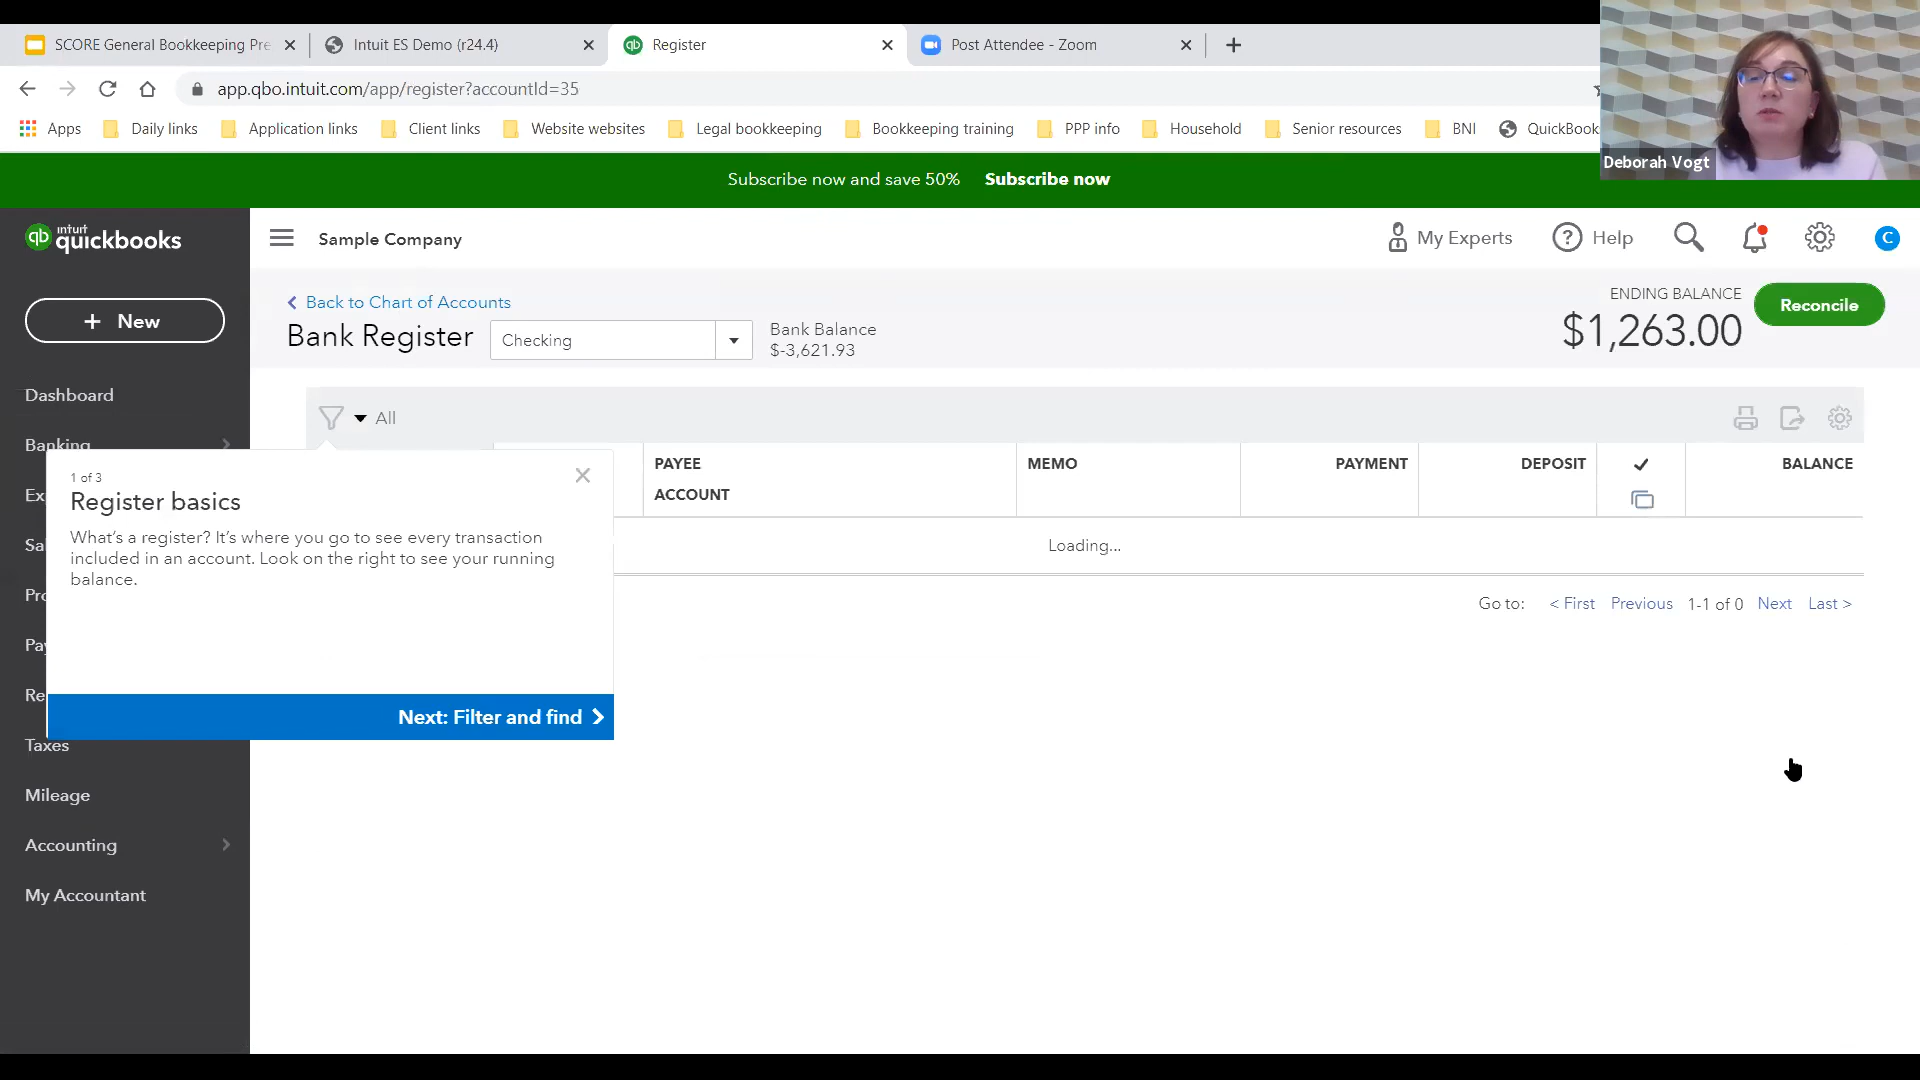 SCORE General Bookkeeping Pre
Intuit ES Demo (r24.4)
Register
Post Attendee - Zoom
app.qbo.intuit.com/app/register?accountId=35
Apps
Daily links
Application links
Client links
Website websites
Legal bookkeeping
Bookkeeping training
PPP info
Household
Senior resources
BNI
QuickBook
Deborah Vogt
Subscribe now and save 50% Subscribe now
qb
intuit
quickbooks
Sample Company
My Experts
Help
C
+ New
Dashboard
Banking
Ex
Sal
Pro
Pay
Re
Taxes
Mileage
Accounting
My Accountant
Back to Chart of Accounts
Bank Register
Checking
Bank Balance
$-3,621.93
ENDING BALANCE
$1,263.00
Reconcile
All
PAYEE
ACCOUNT
MEMO
PAYMENT
DEPOSIT
BALANCE
Loading...
Go to: < First Previous 1-1 of 0 Next Last >
1 of 3
Register basics
What's a register? It's where you go to see every transaction
included in an account. Look on the right to see your running
balance.
Next: Filter and find